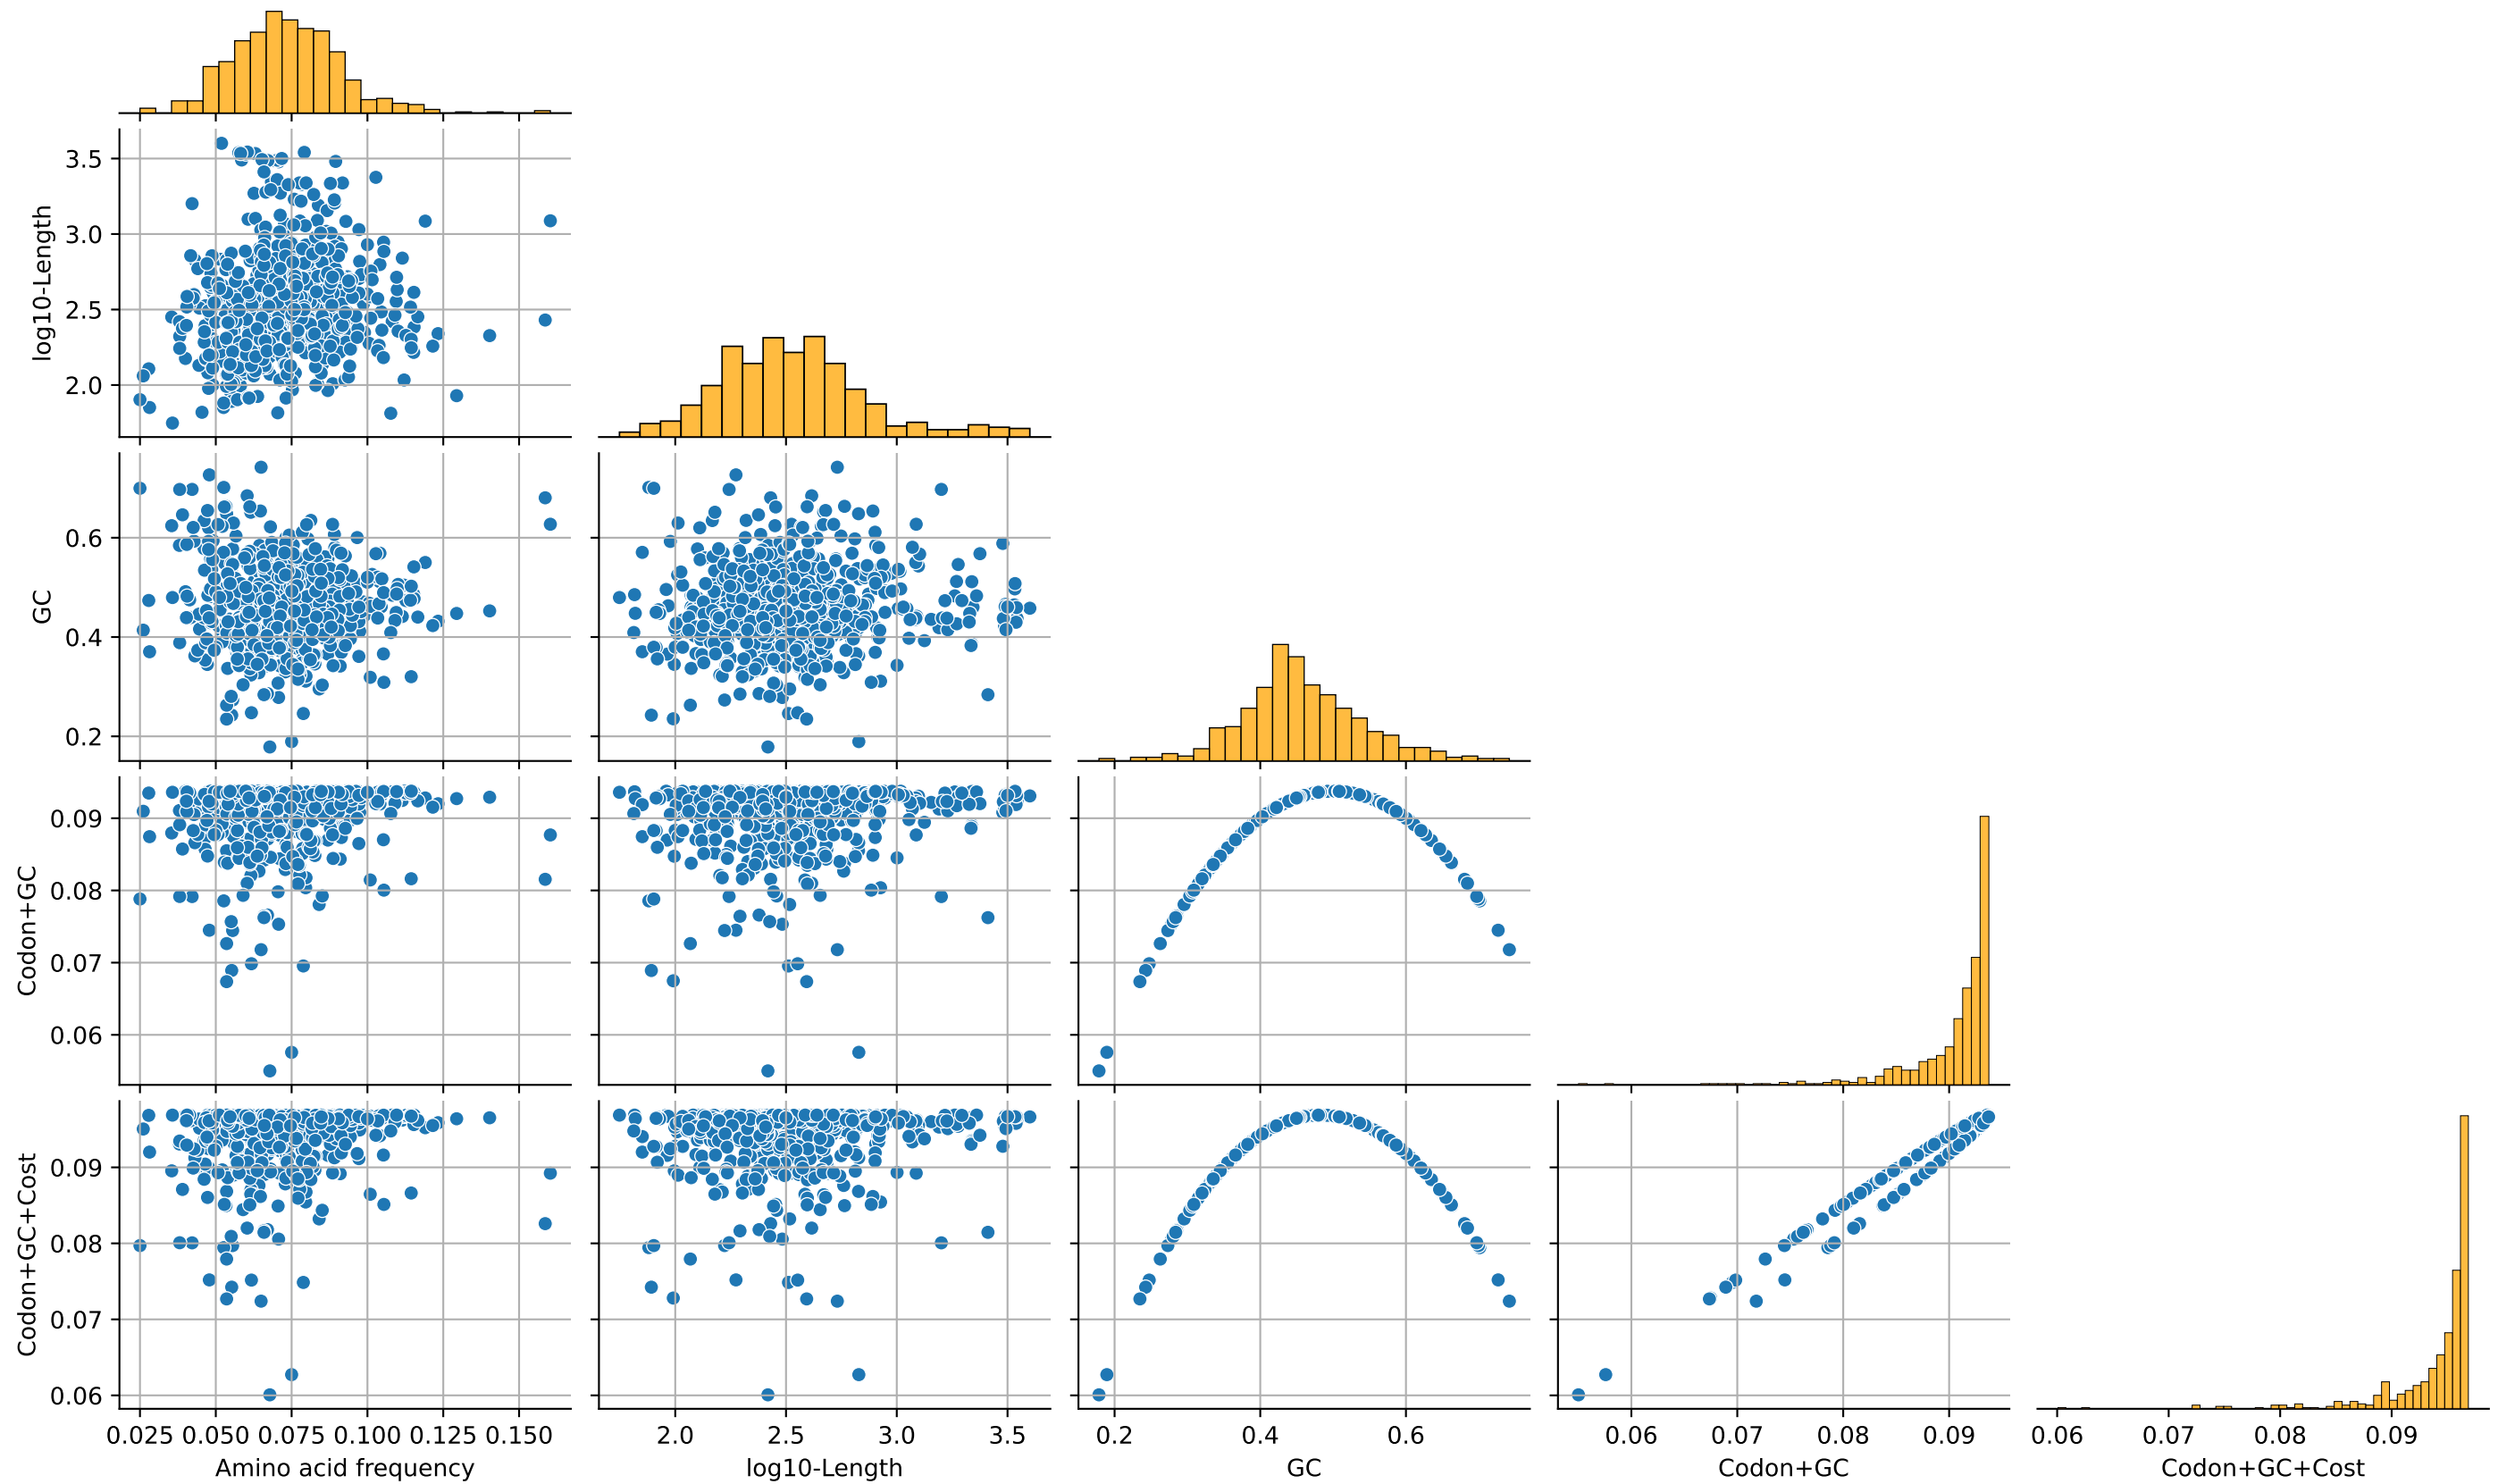 log10-Length
3.5
3.0
2.5
2.0
GC
0.6
0.4
0.2
Codon+GC
0.09
0.08
0.07
0.06
Codon+GC+Cost
0.09
0.08
0.07
0.06
0.025 0.050 0.075 0.100 0.125 0.150
Amino acid frequency
2.0 2.5 3.0 3.5
log10-Length
0.2 0.4 0.6
GC
0.06 0.07 0.08 0.09
Codon+GC
0.06 0.07 0.08 0.09
Codon+GC+Cost